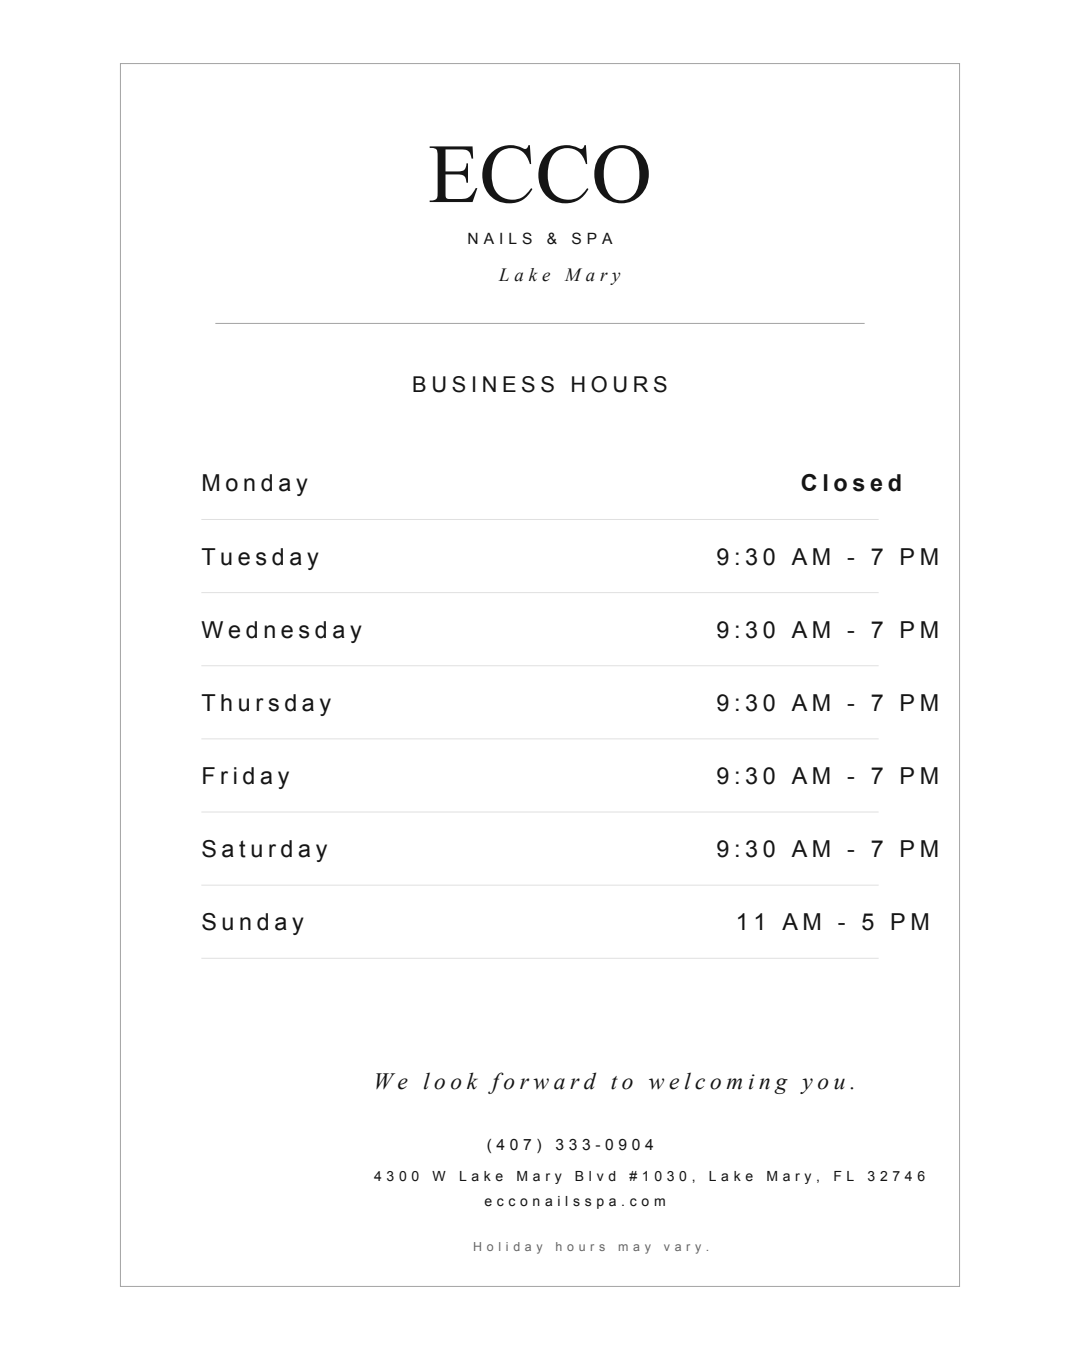 ECCO
NAILS & SPA
Lake Mary
BUSINESS HOURS
Monday Closed
Tuesday 9:30 AM - 7 PM
Wednesday 9:30 AM - 7 PM
Thursday 9:30 AM - 7 PM
Friday 9:30 AM - 7 PM
Saturday 9:30 AM - 7 PM
Sunday 11 AM - 5 PM
We look forward to welcoming you.
(407) 333-0904
4300 W Lake Mary Blvd #1030, Lake Mary, FL 32746
ecconailsspa.com
Holiday hours may vary.